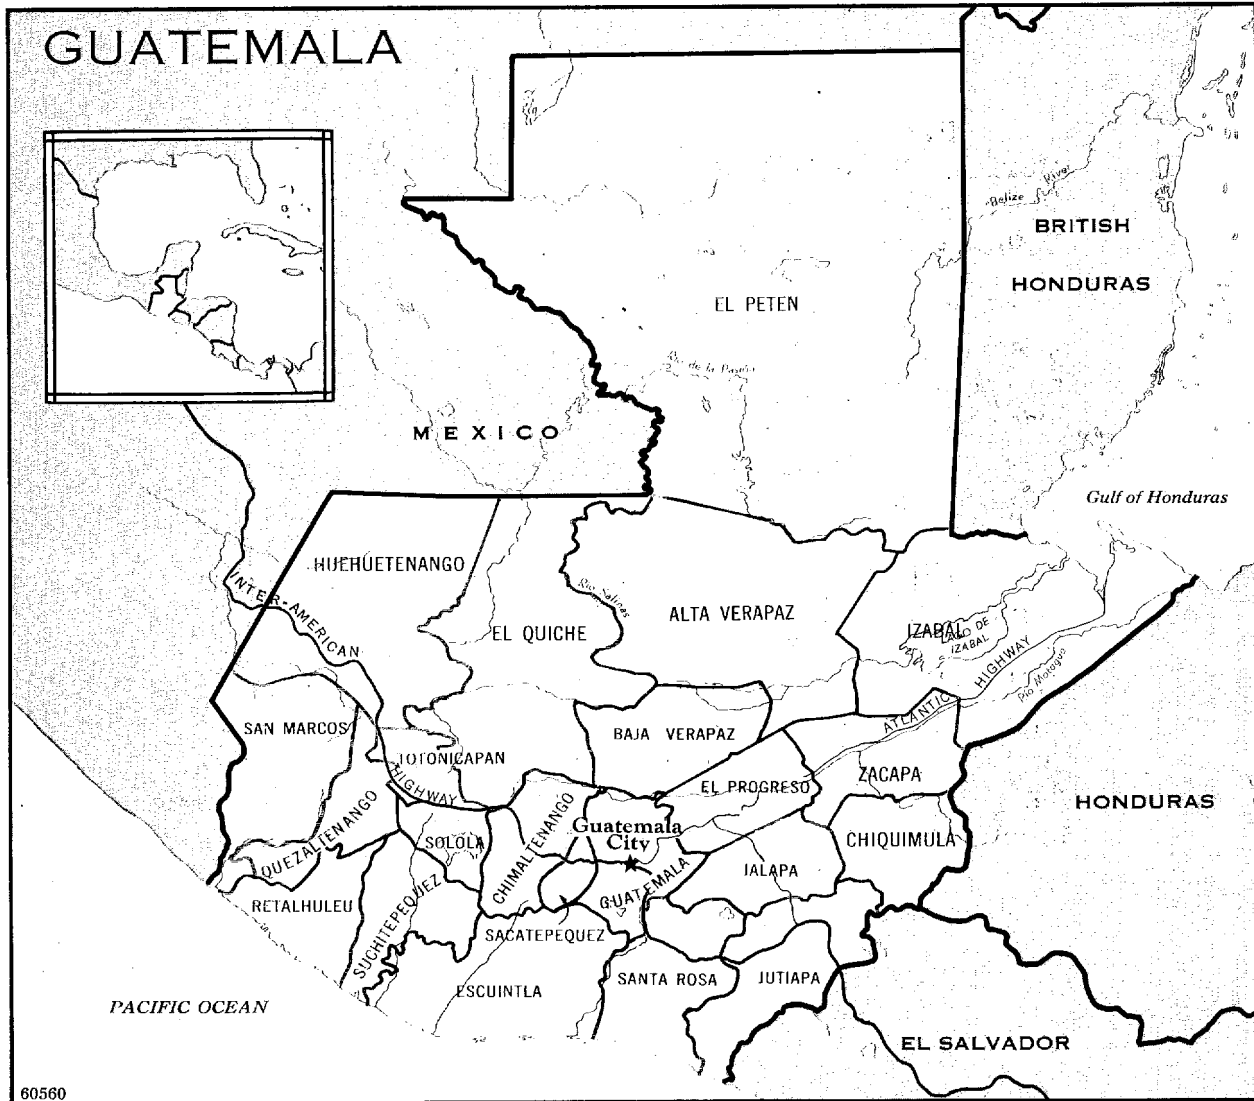 GUATEMALA
Belize River
BRITISH
HONDURAS
EL PETEN
de la Pasión
MEXICO
Gulf of Honduras
HUEHUETENANGO
INTER-AMERICAN
HIGHWAY
Río Salinas
EL QUICHE
ALTA VERAPAZ
IZABAL
LAGO DE
IZABAL
ATLANTIC HIGHWAY
Río Motagua
SAN MARCOS
TOTONICAPAN
BAJA VERAPAZ
EL PROGRESO
ZACAPA
HONDURAS
QUEZALTENANGO
SOLOLA
CHIMALTENANGO
Guatemala
City
GUATEMALA
JALAPA
CHIQUIMULA
RETALHULEU
SUCHITEPEQUEZ
SACATEPEQUEZ
ESCUINTLA
SANTA ROSA
JUTIAPA
PACIFIC OCEAN
EL SALVADOR
60560